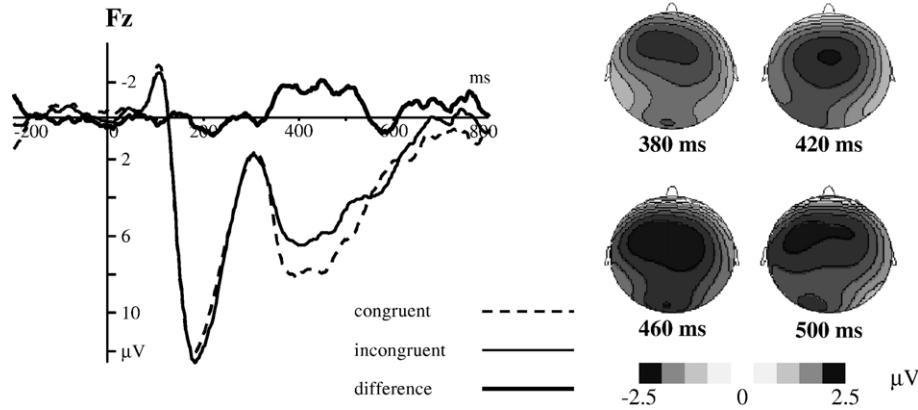 Fz
-2
ms
-200
0
200
400
600
800
2
6
10
µV
congruent
incongruent
difference
380 ms
420 ms
460 ms
500 ms
-2.5
0
2.5
µV